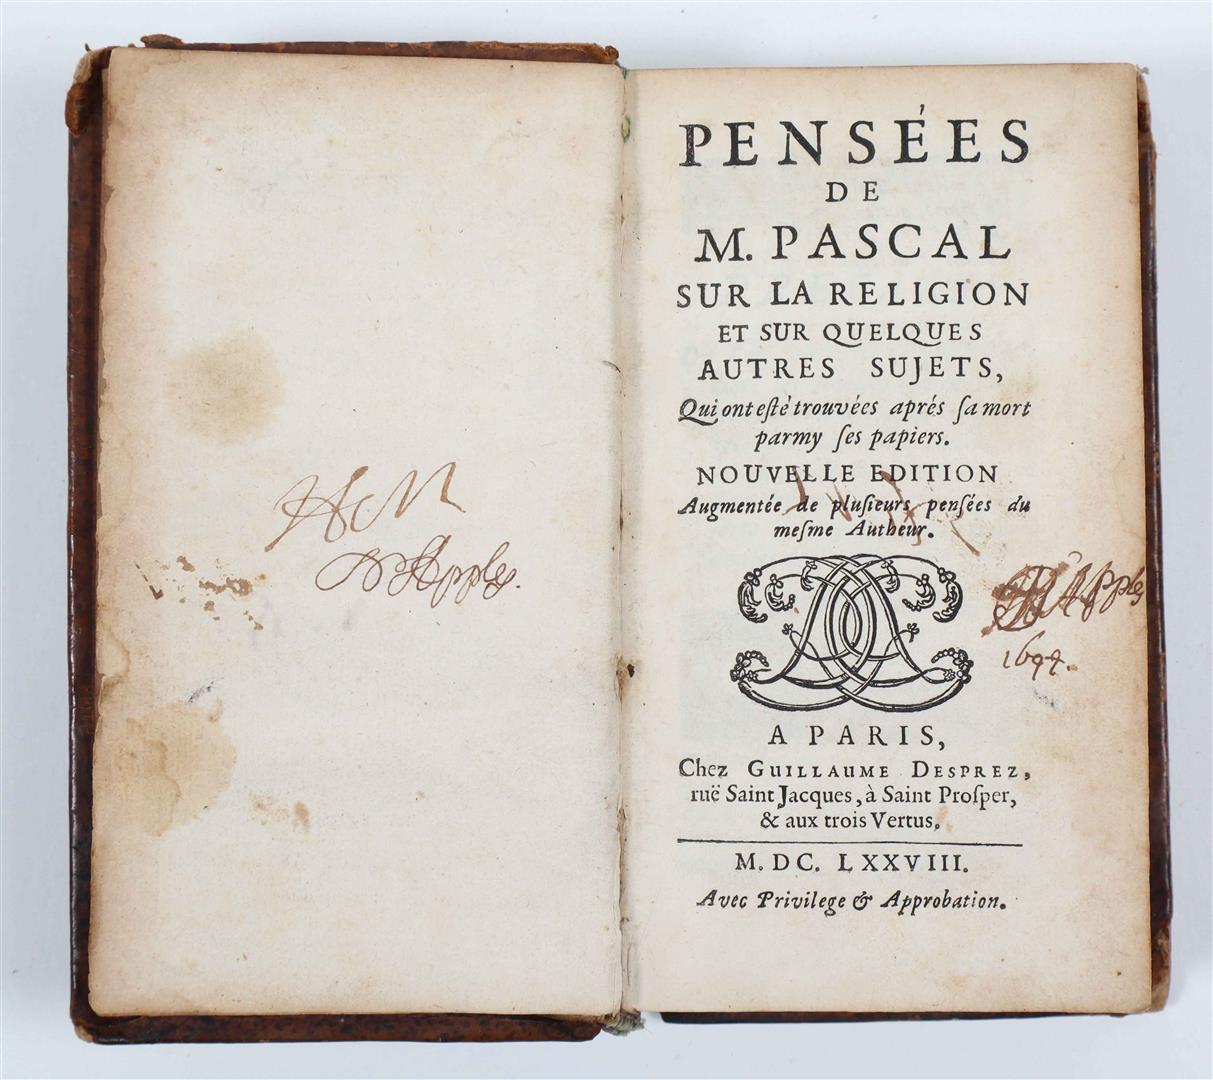 PENSÉES
DE
M. PASCAL
SUR LA RELIGION
ET SUR QUELQUES
AUTRES SUJETS,
Qui ont eſté trouvées aprés ſa mort
parmy ſes papiers.
NOUVELLE EDITION
Augmentée de pluſieurs penſées du
meſme Autheur.
A PARIS,
Chez GUILLAUME DESPREZ,
ruë Saint Jacques, à Saint Proſper,
& aux trois Vertus.
M. DC. LXXVIII.
Avec Privilege & Approbation.